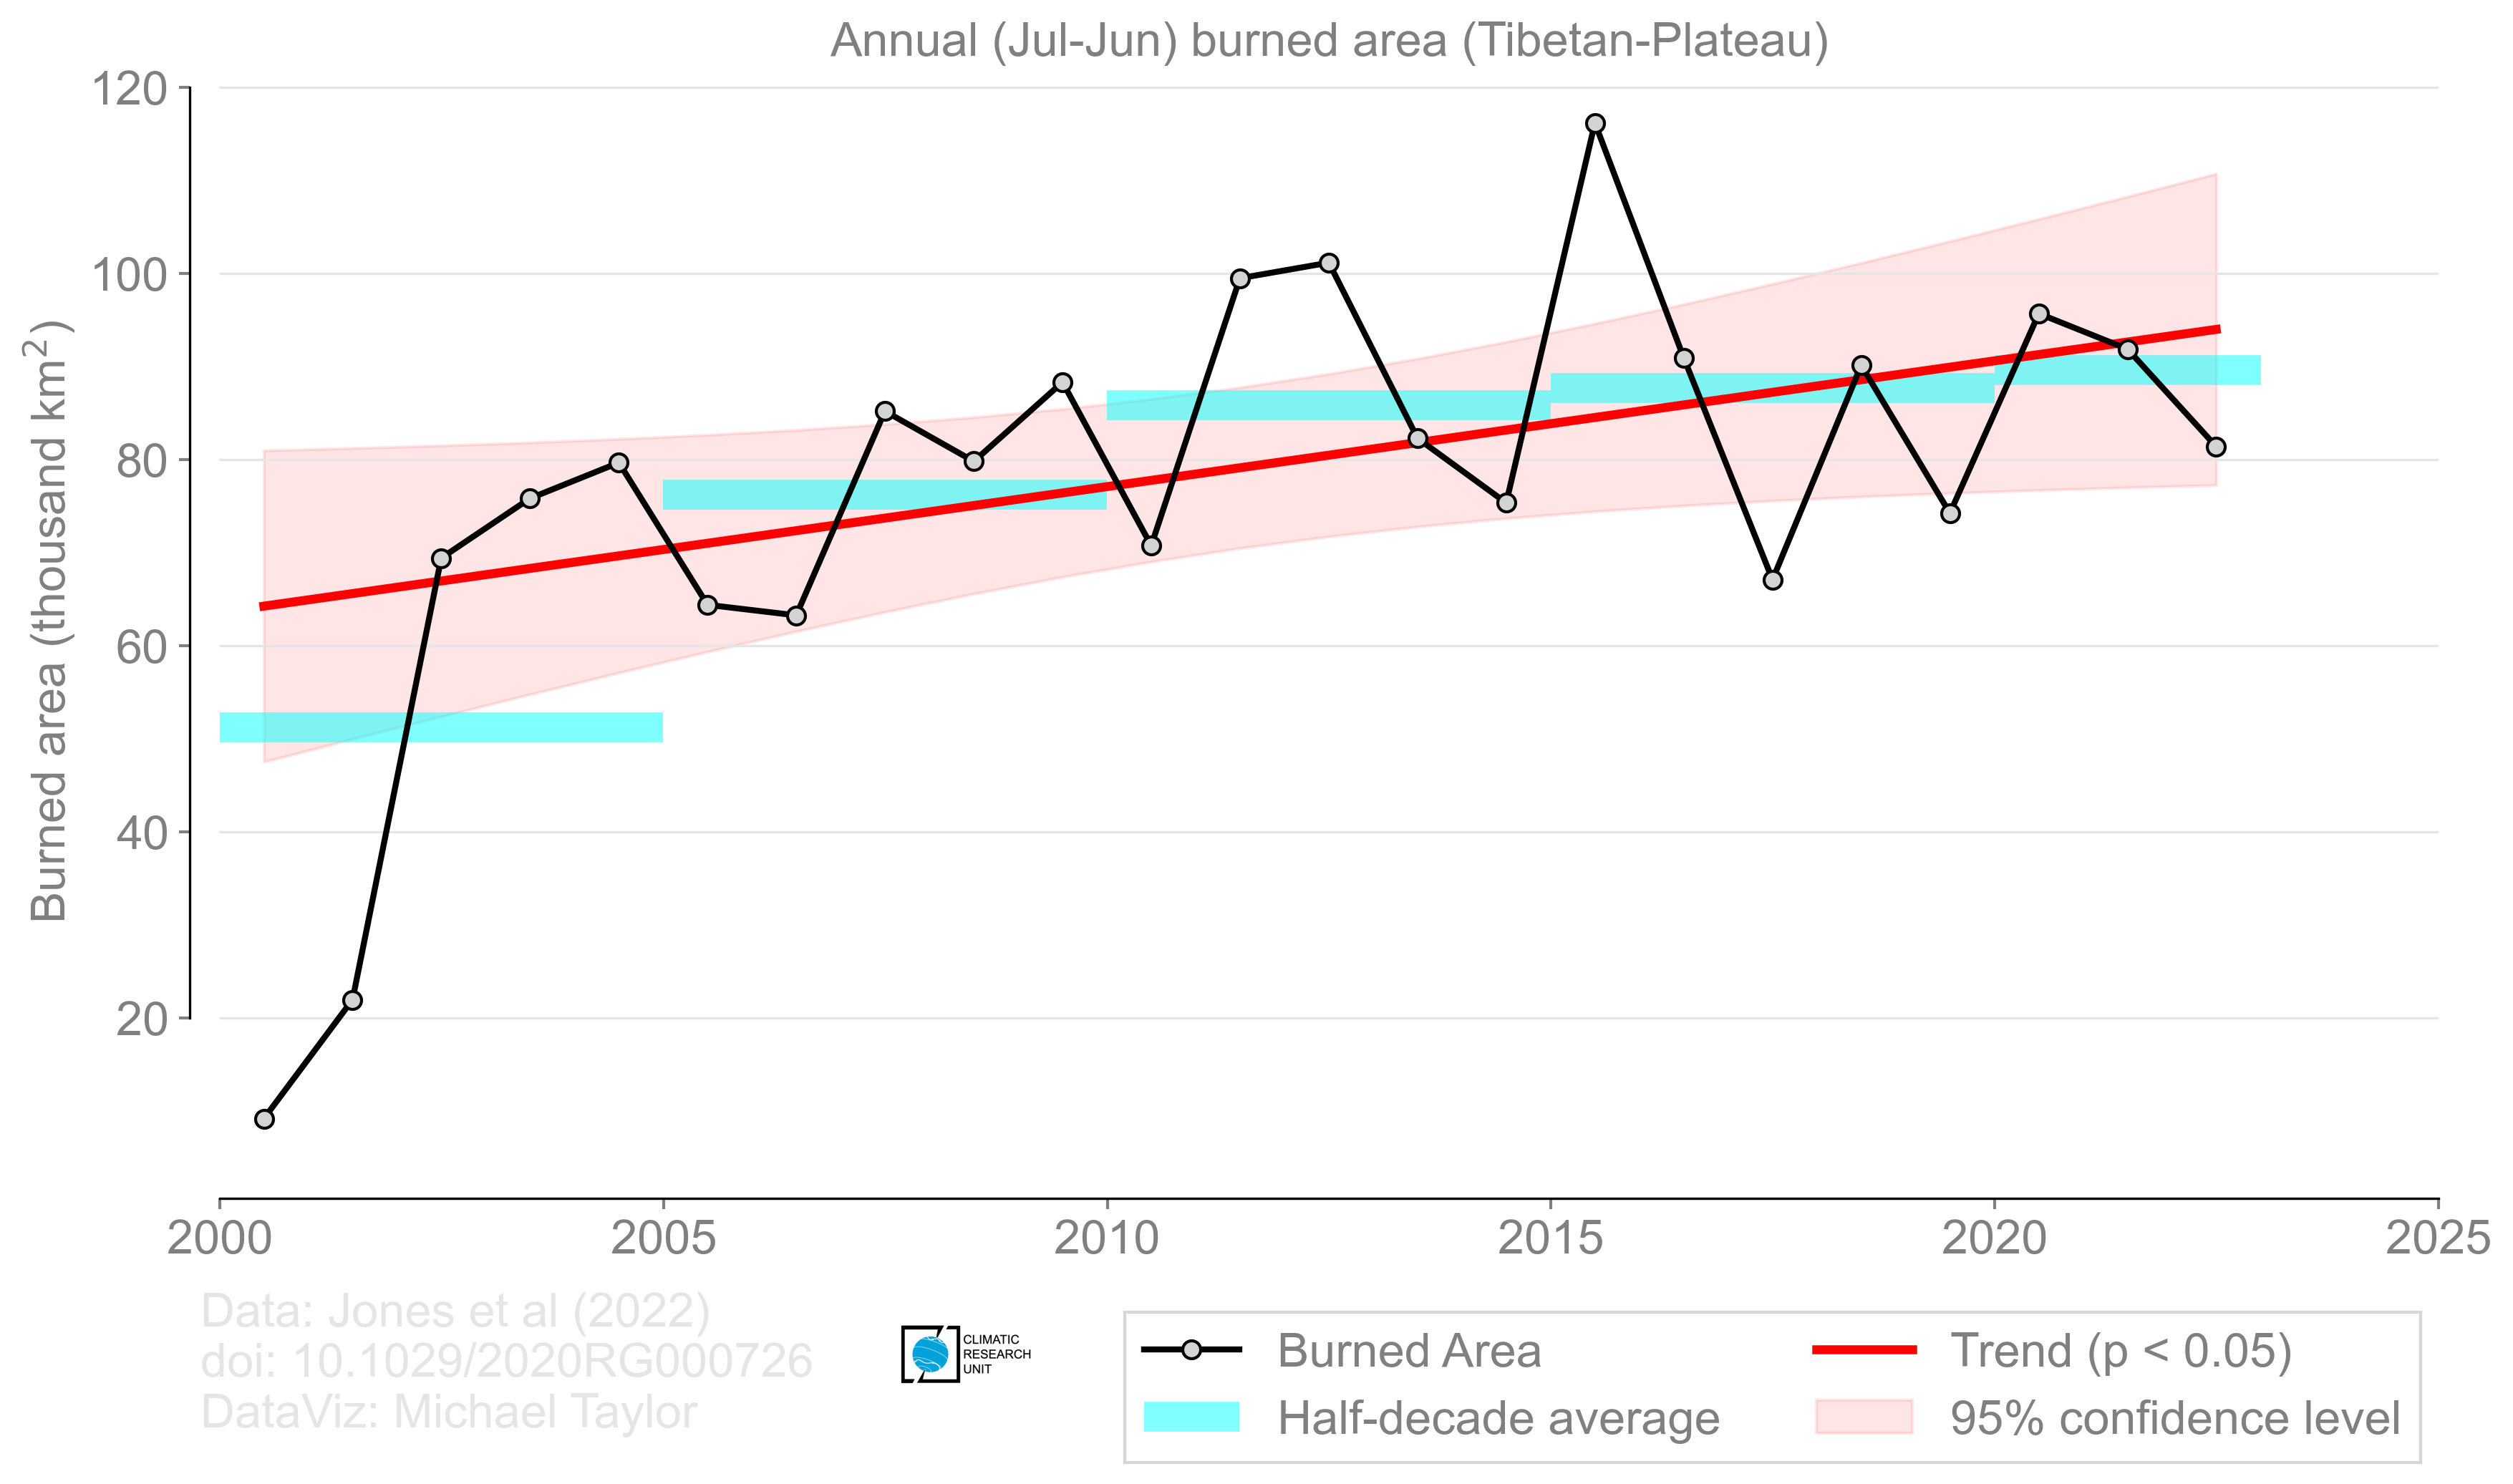 Annual (Jul-Jun) burned area (Tibetan-Plateau)
120
100
80
60
40
20
Burned area (thousand km²)
2000 2005 2010 2015 2020 2025
Data: Jones et al (2022)
doi: 10.1029/2020RG000726
DataViz: Michael Taylor
CLIMATIC
RESEARCH
UNIT
Burned Area
Half-decade average
Trend (p < 0.05)
95% confidence level